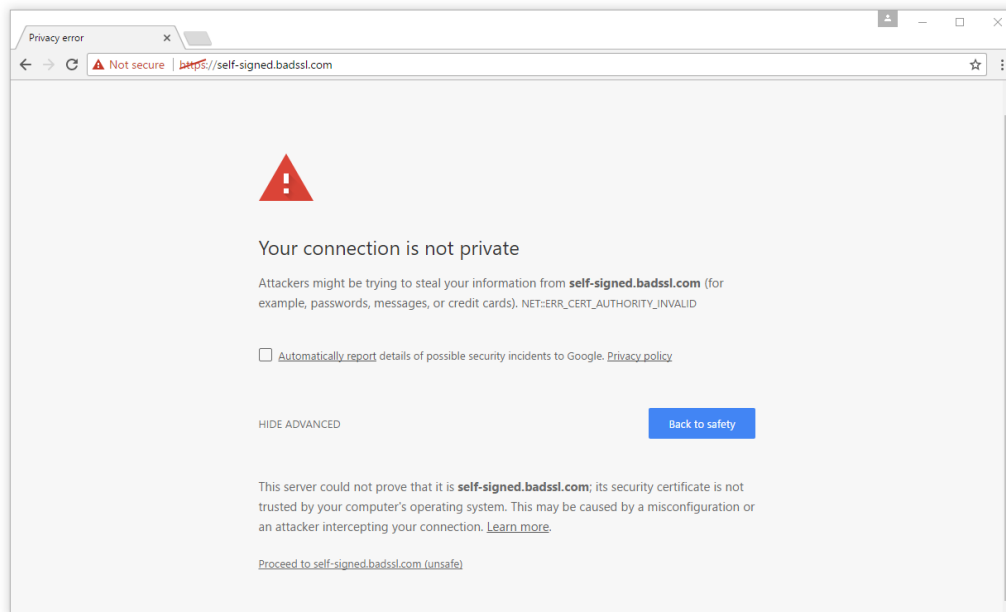 Privacy error
Not secure | https://self-signed.badssl.com
Your connection is not private
Attackers might be trying to steal your information from self-signed.badssl.com (for
example, passwords, messages, or credit cards). NET::ERR_CERT_AUTHORITY_INVALID
Automatically report details of possible security incidents to Google. Privacy policy
HIDE ADVANCED
Back to safety
This server could not prove that it is self-signed.badssl.com; its security certificate is not
trusted by your computer's operating system. This may be caused by a misconfiguration or
an attacker intercepting your connection. Learn more.
Proceed to self-signed.badssl.com (unsafe)